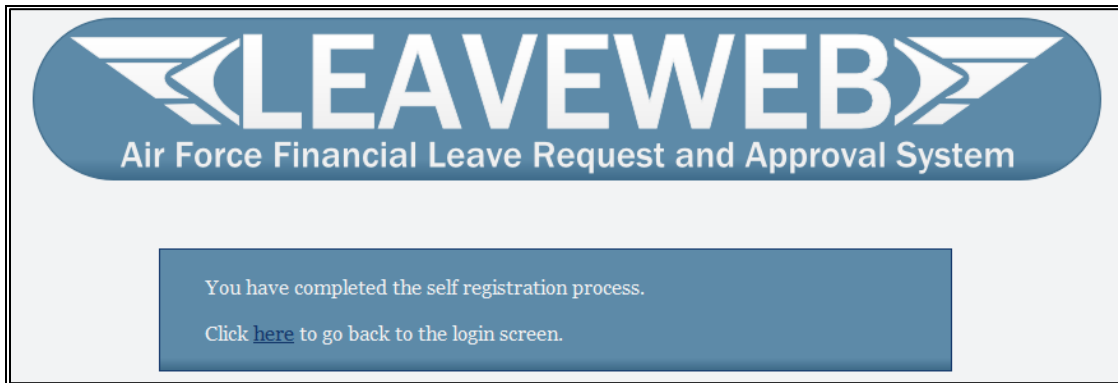 LEAVEWEB
Air Force Financial Leave Request and Approval System
You have completed the self registration process.
Click here to go back to the login screen.